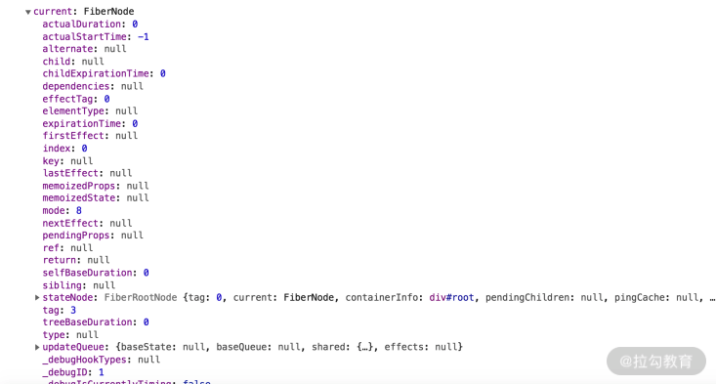 ▼current: FiberNode
actualDuration: 0
actualStartTime: -1
alternate: null
child: null
childExpirationTime: 0
dependencies: null
effectTag: 0
elementType: null
expirationTime: 0
firstEffect: null
index: 0
key: null
lastEffect: null
memoizedProps: null
memoizedState: null
mode: 8
nextEffect: null
pendingProps: null
ref: null
return: null
selfBaseDuration: 0
sibling: null
▶stateNode: FiberRootNode {tag: 0, current: FiberNode, containerInfo: div#root, pendingChildren: null, pingCache: null, …
tag: 3
treeBaseDuration: 0
type: null
▶updateQueue: {baseState: null, baseQueue: null, shared: {…}, effects: null}
_debugHookTypes: null
_debugID: 1
_debugIsCurrentlyTiming: false
@拉勾教育